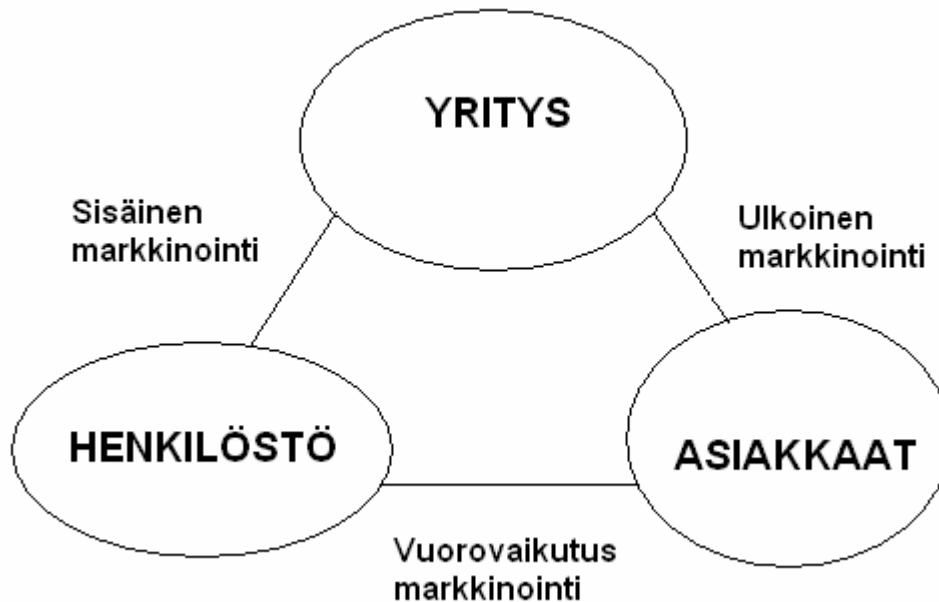 YRITYS
Sisäinen
markkinointi
Ulkoinen
markkinointi
HENKILÖSTÖ
ASIAKKAAT
Vuorovaikutus
markkinointi